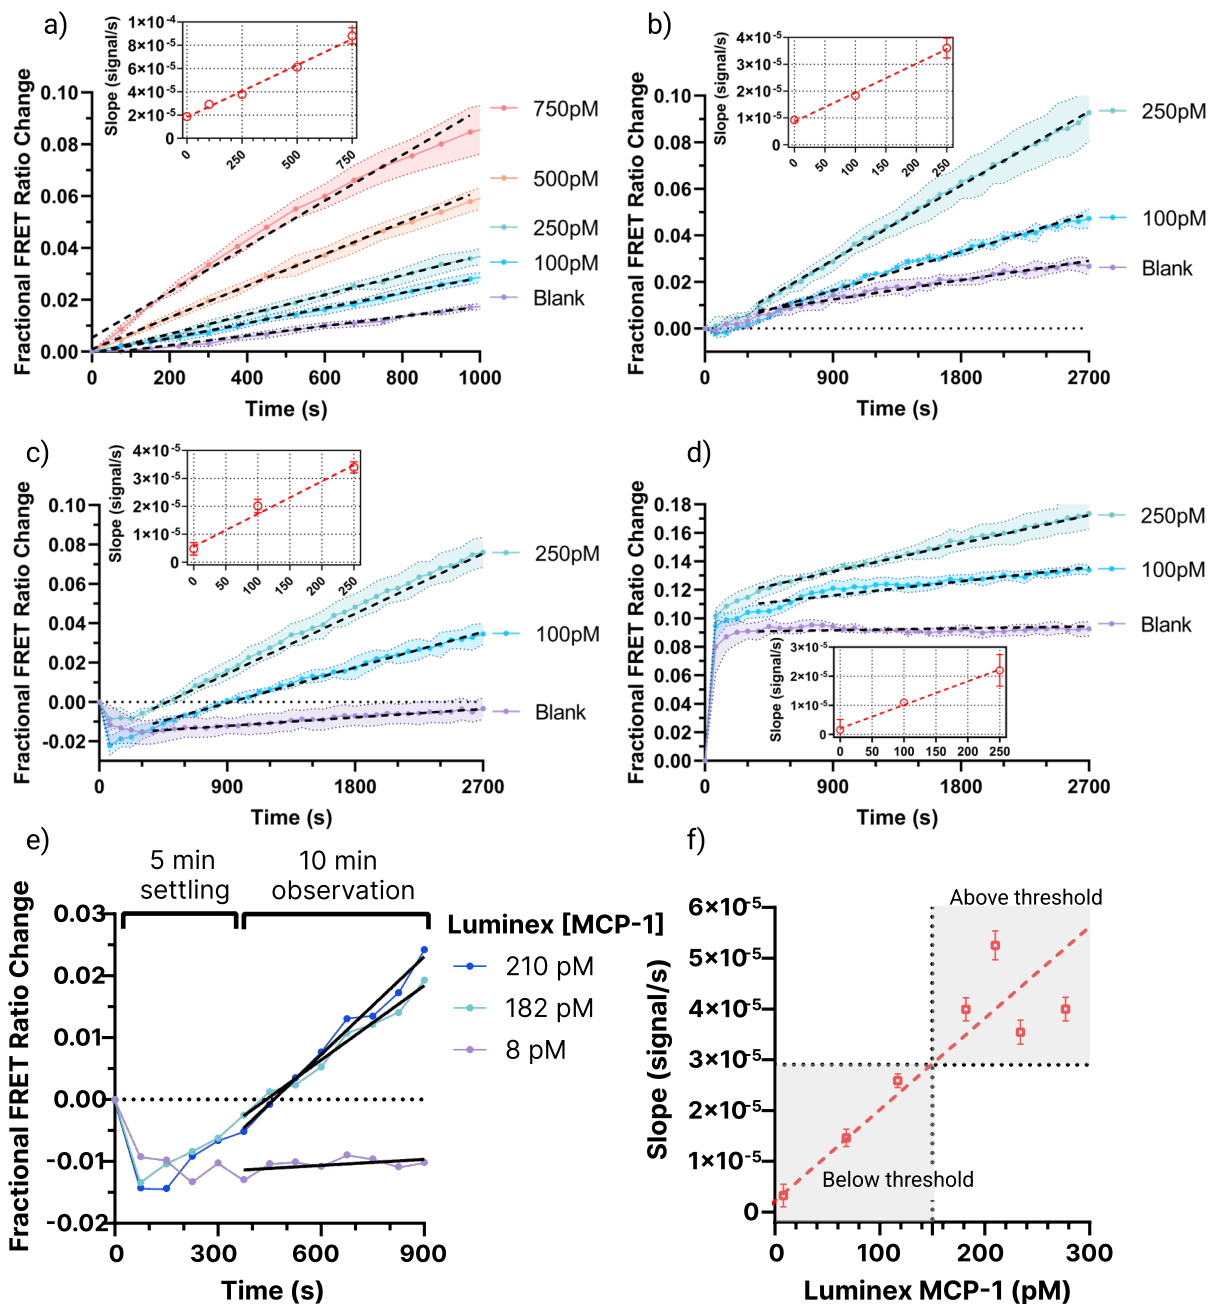 a)
Slope (signal/s)
1×10⁻⁴
8×10⁻⁵
6×10⁻⁵
4×10⁻⁵
2×10⁻⁵
0
0
250
500
750
Fractional FRET Ratio Change
0.10
0.08
0.06
0.04
0.02
0.00
0 200 400 600 800 1000
Time (s)
750pM
500pM
250pM
100pM
Blank
b)
Slope (signal/s)
4×10⁻⁵
3×10⁻⁵
2×10⁻⁵
1×10⁻⁵
0
0 50 100 150 200 250
Fractional FRET Ratio Change
0.10
0.08
0.06
0.04
0.02
0.00
0 900 1800 2700
Time (s)
250pM
100pM
Blank
c)
Slope (signal/s)
4×10⁻⁵
3×10⁻⁵
2×10⁻⁵
1×10⁻⁵
0
0 50 100 150 200 250
Fractional FRET Ratio Change
0.10
0.08
0.06
0.04
0.02
0.00
-0.02
0 900 1800 2700
Time (s)
250pM
100pM
Blank
d)
Fractional FRET Ratio Change
0.18
0.16
0.14
0.12
0.10
0.08
0.06
0.04
0.02
0.00
0 900 1800 2700
Time (s)
250pM
100pM
Blank
Slope (signal/s)
3×10⁻⁵
2×10⁻⁵
1×10⁻⁵
0
0 50 100 150 200 250
e)
5 min
settling
10 min
observation
Fractional FRET Ratio Change
0.03
0.02
0.01
0.00
-0.01
-0.02
0 300 600 900
Time (s)
Luminex [MCP-1]
210 pM
182 pM
8 pM
f)
Above threshold
Below threshold
Slope (signal/s)
6×10⁻⁵
5×10⁻⁵
4×10⁻⁵
3×10⁻⁵
2×10⁻⁵
1×10⁻⁵
0
0 100 200 300
Luminex MCP-1 (pM)